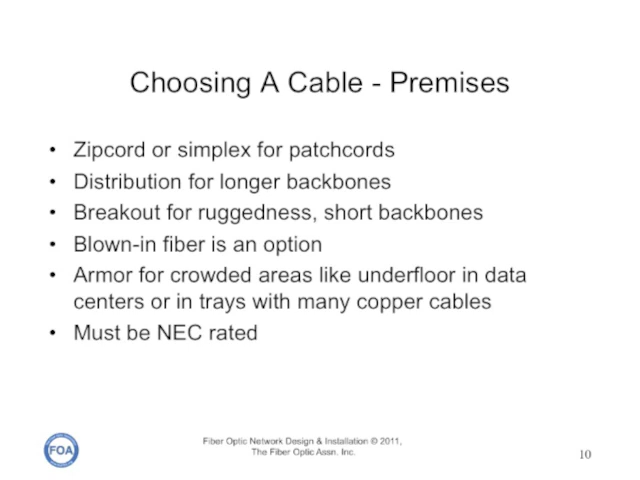 Choosing A Cable - Premises
• Zipcord or simplex for patchcords
• Distribution for longer backbones
• Breakout for ruggedness, short backbones
• Blown-in fiber is an option
• Armor for crowded areas like underfloor in data
centers or in trays with many copper cables
• Must be NEC rated
FOA
Fiber Optic Network Design & Installation © 2011,
The Fiber Optic Assn. Inc.
10